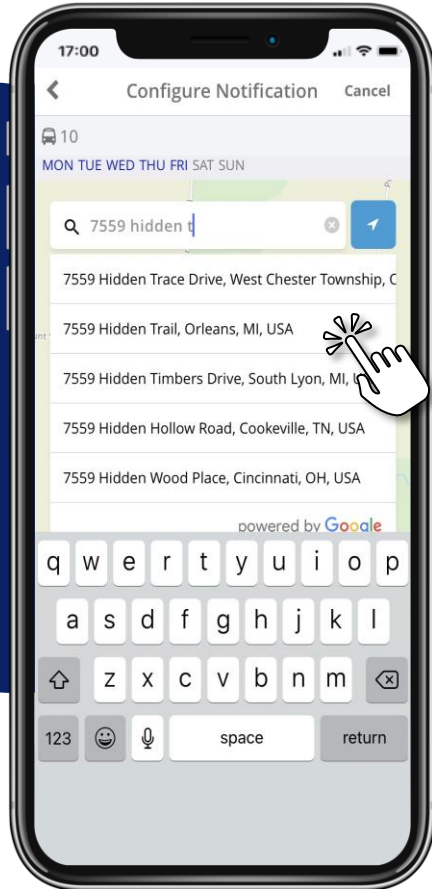 17:00
Configure Notification Cancel
10
MON TUE WED THU FRI SAT SUN
7559 hidden t
7559 Hidden Trace Drive, West Chester Township, O
7559 Hidden Trail, Orleans, MI, USA
7559 Hidden Timbers Drive, South Lyon, MI, U
7559 Hidden Hollow Road, Cookeville, TN, USA
7559 Hidden Wood Place, Cincinnati, OH, USA
powered by Google
q w e r t y u i o p
a s d f g h j k l
z x c v b n m
123 space return